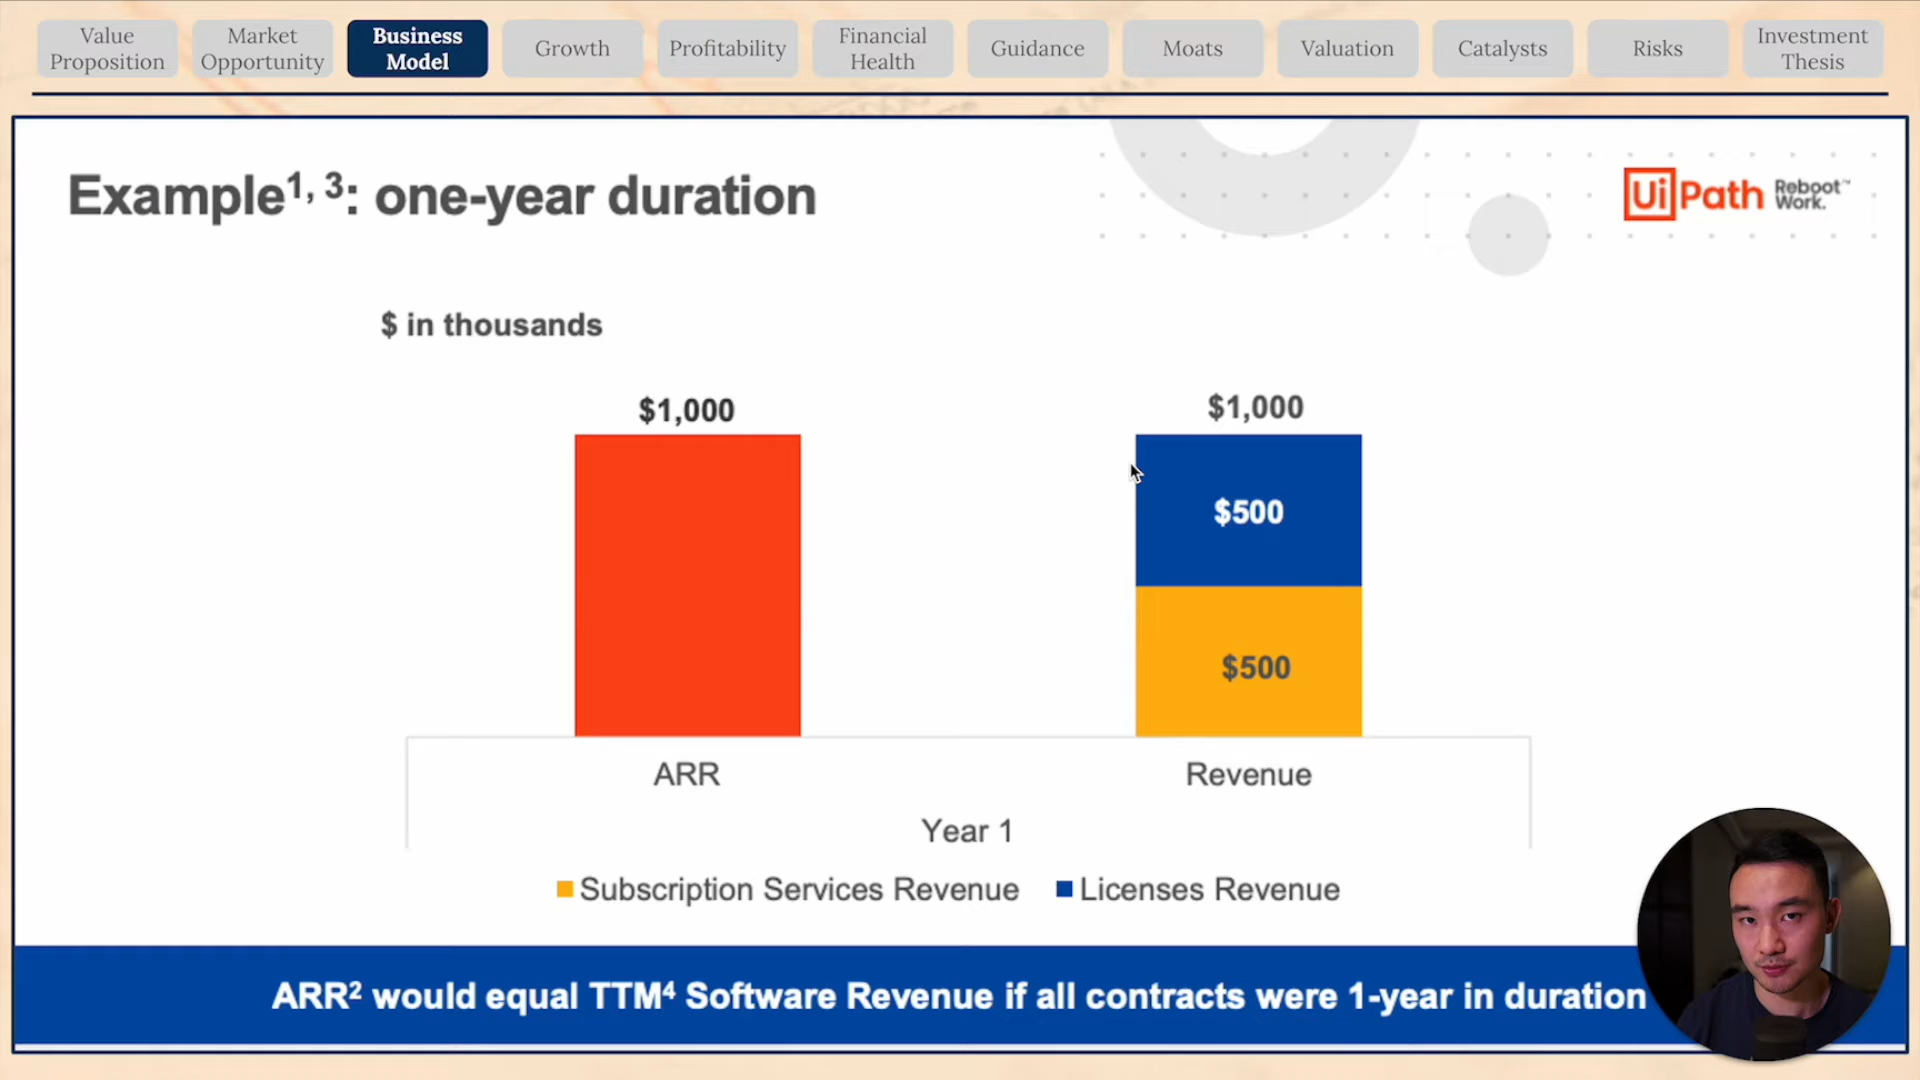 Value Proposition
Market Opportunity
Business Model
Growth
Profitability
Financial Health
Guidance
Moats
Valuation
Catalysts
Risks
Investment Thesis
Example1, 3: one-year duration
UiPath Reboot Work.™
$ in thousands
$1,000
$1,000
$500
$500
ARR
Revenue
Year 1
Subscription Services Revenue
Licenses Revenue
ARR2 would equal TTM4 Software Revenue if all contracts were 1-year in duration